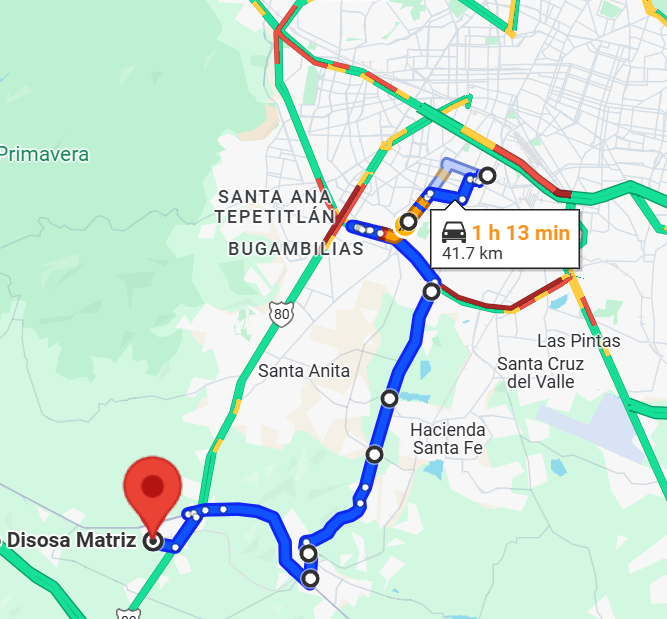 Primavera
SANTA ANA
TEPETITLÁN
BUGAMBILIAS
1 h 13 min
41.7 km
80
Las Pintas
Santa Cruz
del Valle
Santa Anita
Hacienda
Santa Fe
Disosa Matriz